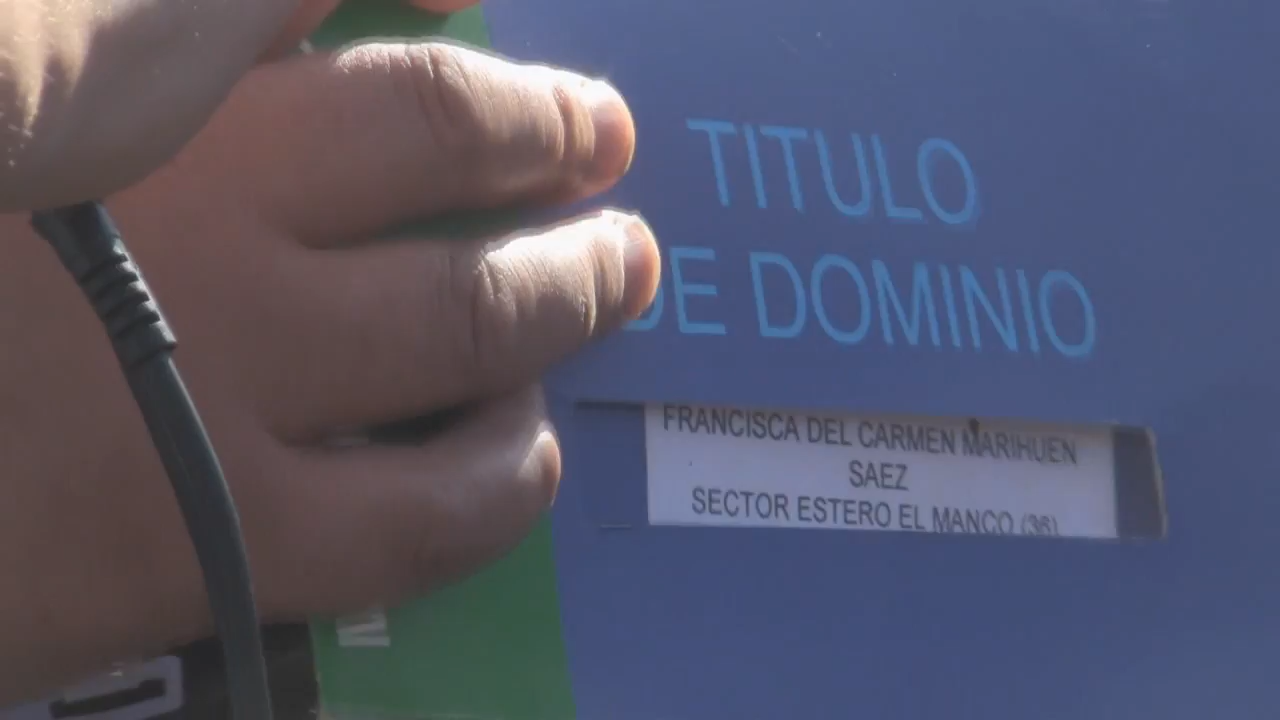 TITULO
DE DOMINIO
FRANCISCA DEL CARMEN MARIHUEN
SAEZ
SECTOR ESTERO EL MANCO (36)